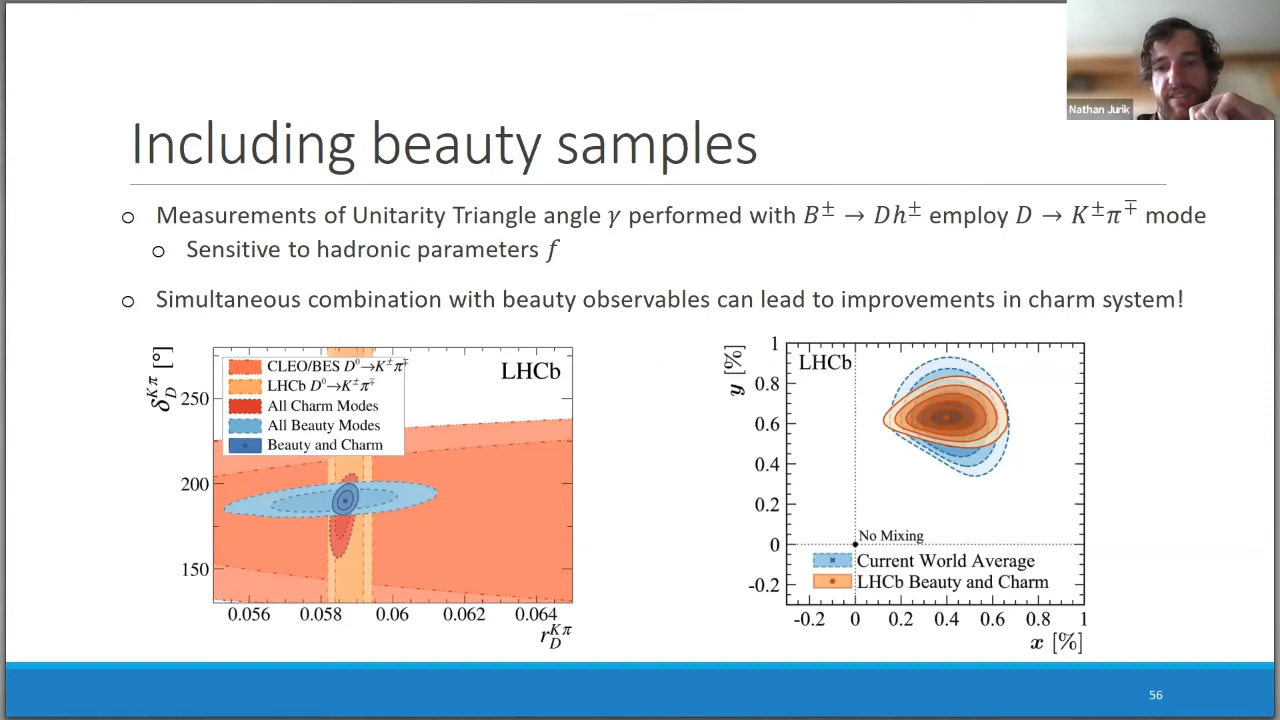 Nathan Jurik
Including beauty samples
Measurements of Unitarity Triangle angle γ performed with B± → Dh± employ D → K±π∓ mode
Sensitive to hadronic parameters f
Simultaneous combination with beauty observables can lead to improvements in charm system!
δ_D^{Kπ} [°]
250
200
150
CLEO/BES D⁰→K±π∓
LHCb D⁰→K±π∓
All Charm Modes
All Beauty Modes
Beauty and Charm
LHCb
0.056 0.058 0.06 0.062 0.064
r_D^{Kπ}
y [%]
1
0.8
0.6
0.4
0.2
0
-0.2
LHCb
No Mixing
Current World Average
LHCb Beauty and Charm
-0.2 0 0.2 0.4 0.6 0.8 1
x [%]
56